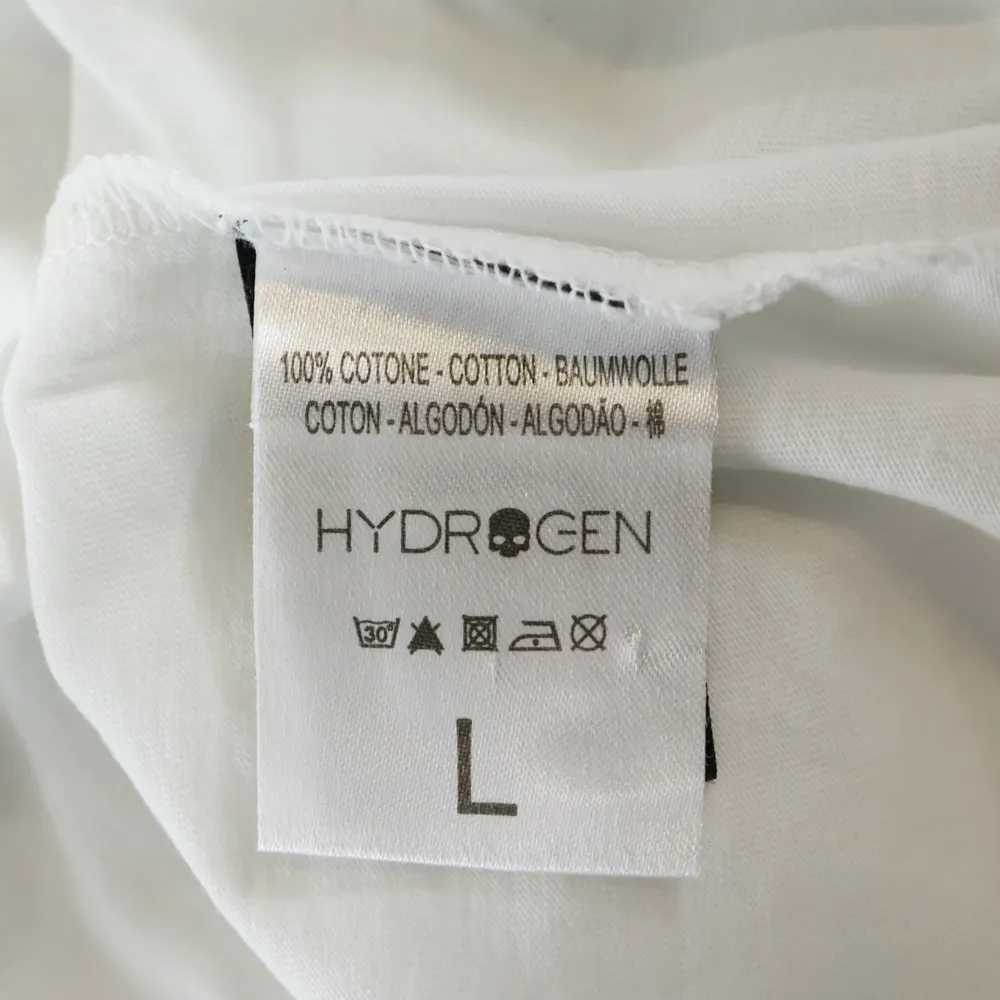 100% COTONE - COTTON - BAUMWOLLE
COTON - ALGODÓN - ALGODÃO - 棉
HYDROGEN
30°
L